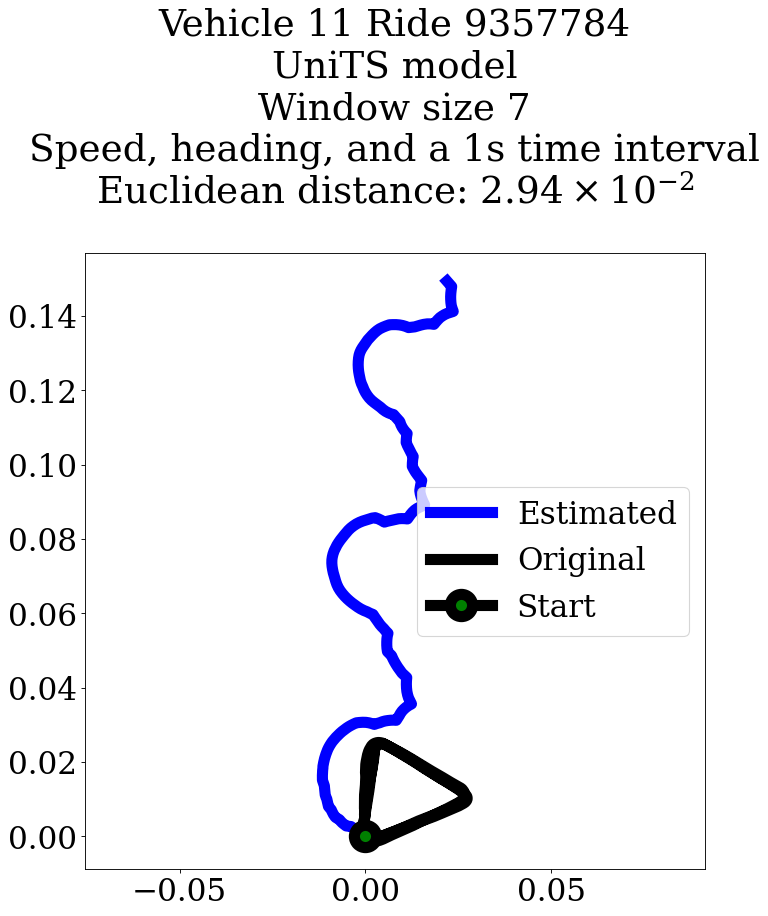 Vehicle 11 Ride 9357784
UniTS model
Window size 7
Speed, heading, and a 1s time interval
Euclidean distance: 2.94 × 10⁻²
0.14
0.12
0.10
0.08
0.06
0.04
0.02
0.00
Estimated
Original
Start
−0.05 0.00 0.05